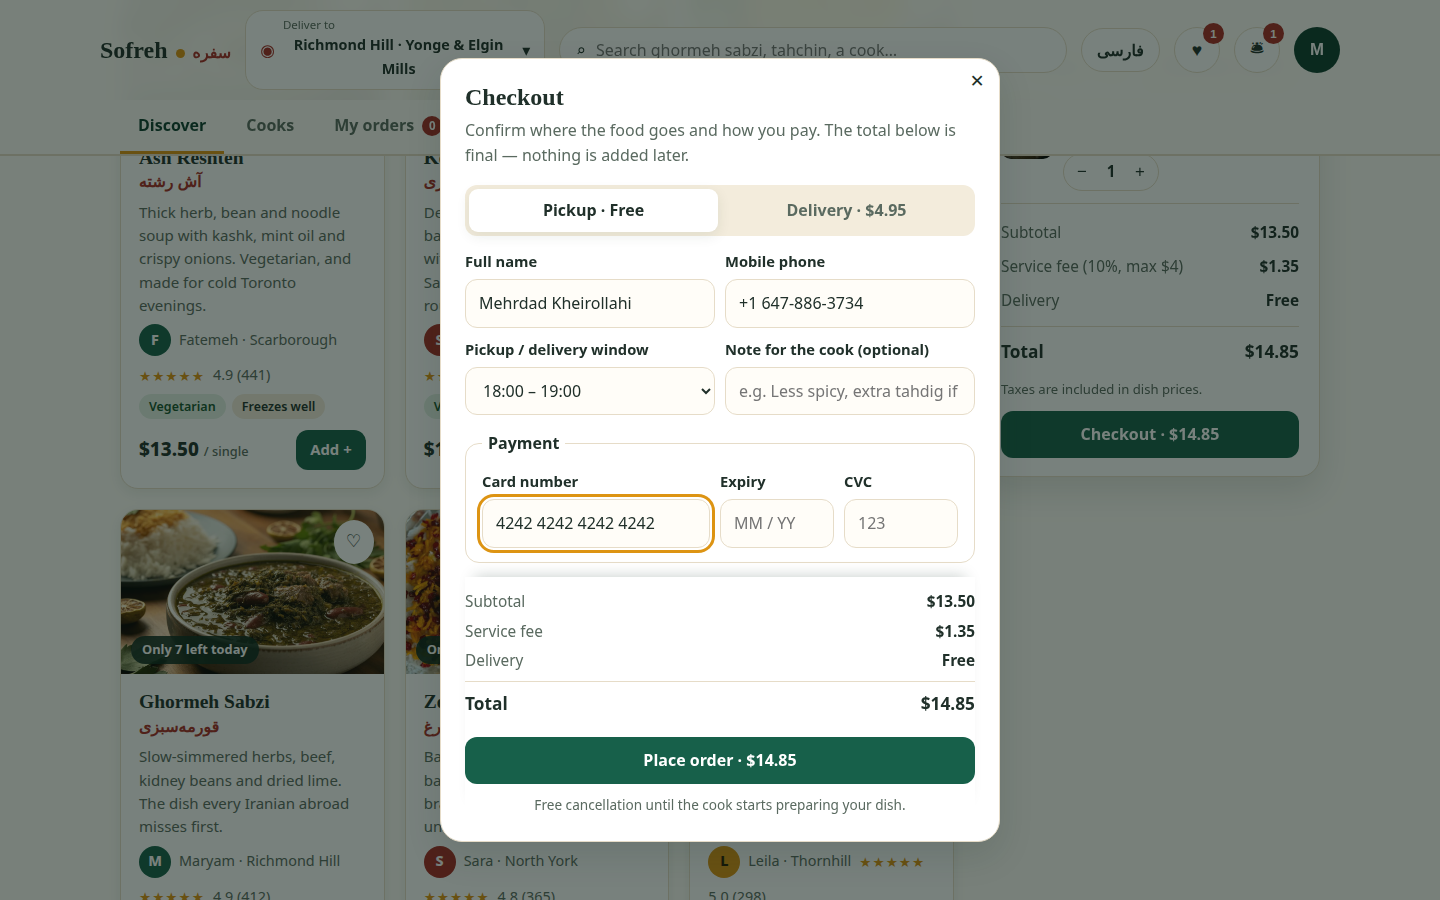 Sofreh
سفره
Deliver to
Richmond Hill · Yonge & Elgin
Mills
Search ghormeh sabzi, tahchin, a cook...
فارسی
1
1
M
Discover
Cooks
My orders
0
Checkout
Confirm where the food goes and how you pay. The total below is
final — nothing is added later.
Pickup · Free
Delivery · $4.95
Full name
Mobile phone
Mehrdad Kheirollahi
+1 647-886-3734
Pickup / delivery window
Note for the cook (optional)
18:00 – 19:00
e.g. Less spicy, extra tahdig if
Payment
Card number
Expiry
CVC
4242 4242 4242 4242
MM / YY
123
Subtotal
$13.50
Service fee
$1.35
Delivery
Free
Total
$14.85
Place order · $14.85
Free cancellation until the cook starts preparing your dish.
Ash Reshteh
آش رشته
Thick herb, bean and noodle
soup with kashk, mint oil and
crispy onions. Vegetarian, and
made for cold Toronto
evenings.
F
Fatemeh · Scarborough
★★★★★ 4.9 (441)
Vegetarian
Freezes well
$13.50 / single
Add +
− 1 +
Subtotal
$13.50
Service fee (10%, max $4)
$1.35
Delivery
Free
Total
$14.85
Taxes are included in dish prices.
Checkout · $14.85
Only 7 left today
Ghormeh Sabzi
قورمه‌سبزی
Slow-simmered herbs, beef,
kidney beans and dried lime.
The dish every Iranian abroad
misses first.
M
Maryam · Richmond Hill
★★★★★ 4.9 (412)
S
Sara · North York
★★★★★ 4.8 (365)
L
Leila · Thornhill ★★★★★
5.0 (298)